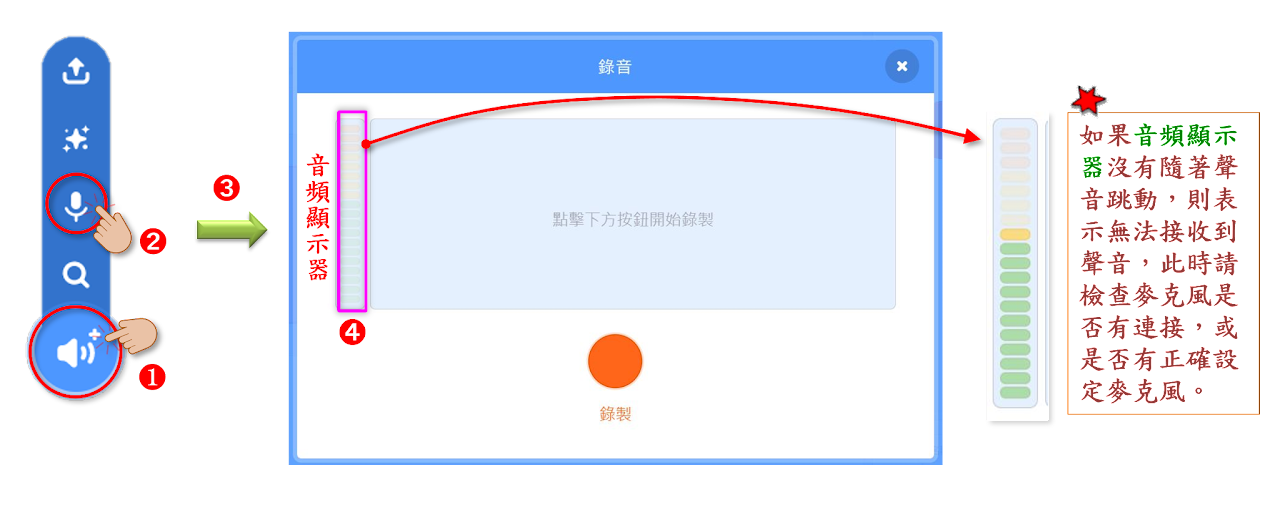 ❶
❷
❸
錄音
音頻顯示器
❹
點擊下方按鈕開始錄製
錄製
如果音頻顯示
器沒有隨著聲
音跳動，則表
示無法接收到
聲音，此時請
檢查麥克風是
否有連接，或
是否有正確設
定麥克風。